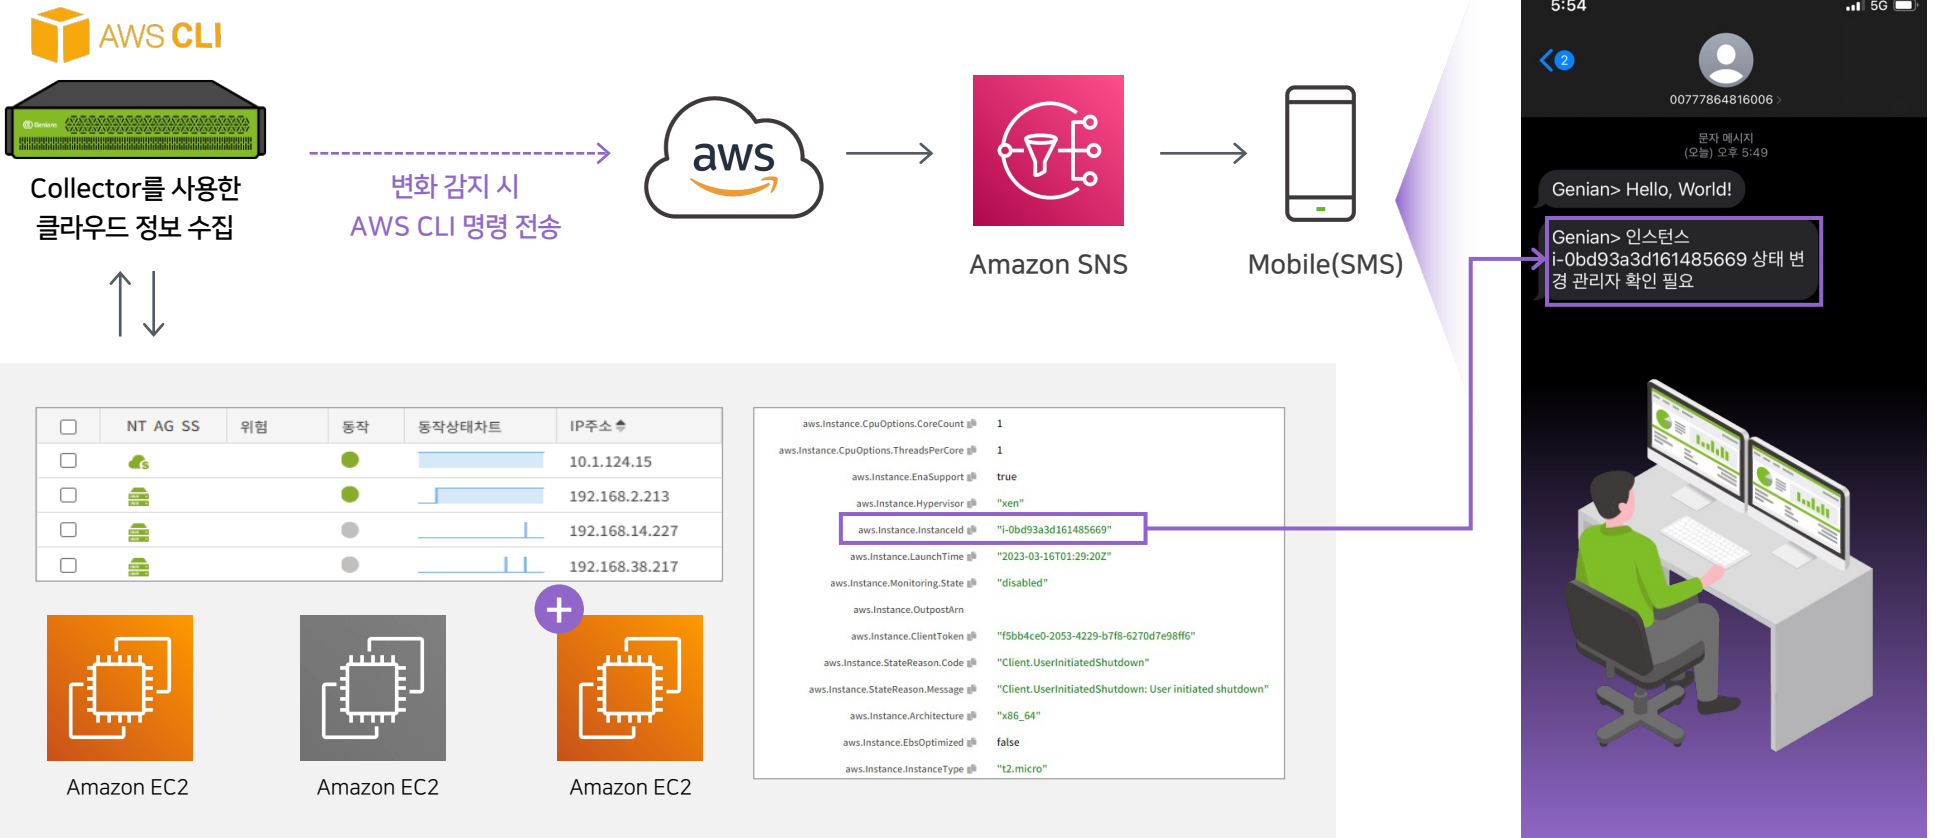 AWS CLI
Genians
Collector를 사용한
클라우드 정보 수집
변화 감지 시
AWS CLI 명령 전송
aws
Amazon SNS
Mobile(SMS)
5:54
5G
2
00777864816006
문자 메시지
(오늘) 오후 5:49
Genian> Hello, World!
Genian> 인스턴스
i-0bd93a3d161485669 상태 변
경 관리자 확인 필요
NT AG SS 위험 동작 동작상태차트 IP주소
S
10.1.124.15
192.168.2.213
192.168.14.227
192.168.38.217
Amazon EC2
Amazon EC2
+
Amazon EC2
aws.Instance.CpuOptions.CoreCount 1
aws.Instance.CpuOptions.ThreadsPerCore 1
aws.Instance.EnaSupport true
aws.Instance.Hypervisor "xen"
aws.Instance.InstanceId "i-0bd93a3d161485669"
aws.Instance.LaunchTime "2023-03-16T01:29:20Z"
aws.Instance.Monitoring.State "disabled"
aws.Instance.OutpostArn
aws.Instance.ClientToken "f5bb4ce0-2053-4229-b7f8-6270d7e98ff6"
aws.Instance.StateReason.Code "Client.UserInitiatedShutdown"
aws.Instance.StateReason.Message "Client.UserInitiatedShutdown: User initiated shutdown"
aws.Instance.Architecture "x86_64"
aws.Instance.EbsOptimized false
aws.Instance.InstanceType "t2.micro"